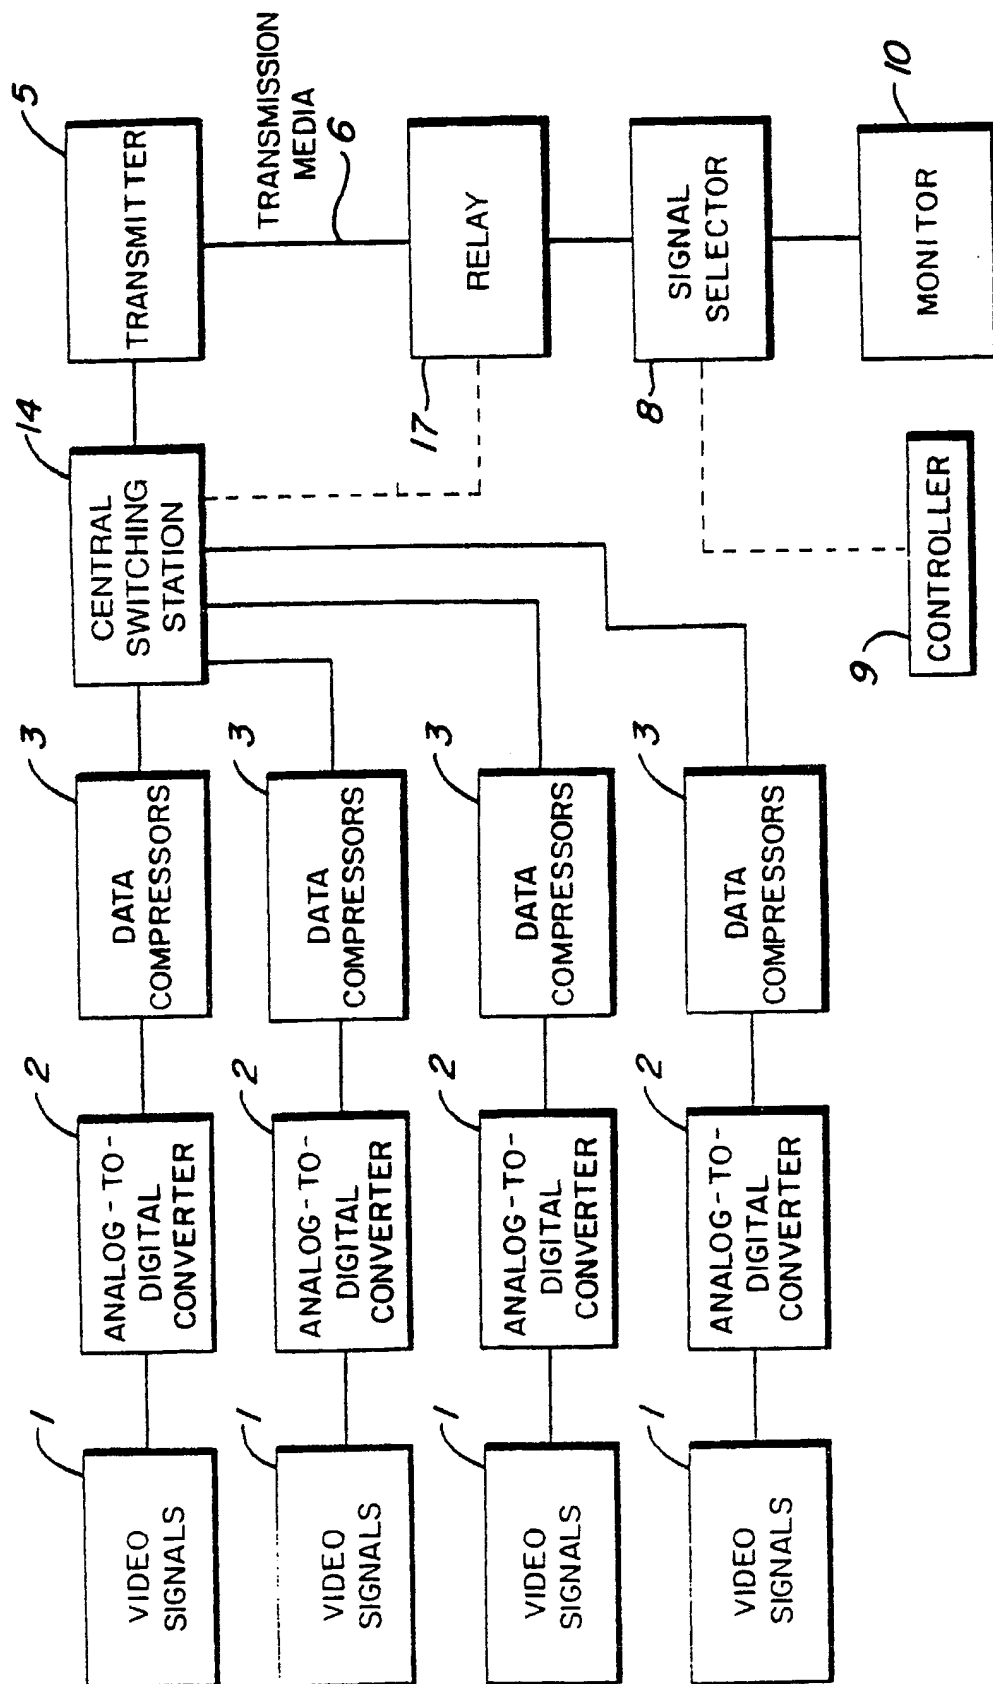 VIDEO
SIGNALS
1
ANALOG-TO-
DIGITAL
CONVERTER
2
DATA
COMPRESSORS
3
CENTRAL
SWITCHING
STATION
14
TRANSMITTER
5
VIDEO
SIGNALS
1
ANALOG-TO-
DIGITAL
CONVERTER
2
DATA
COMPRESSORS
3
TRANSMISSION
MEDIA
6
VIDEO
SIGNALS
1
ANALOG-TO-
DIGITAL
CONVERTER
2
DATA
COMPRESSORS
3
17
RELAY
VIDEO
SIGNALS
1
ANALOG-TO-
DIGITAL
CONVERTER
2
DATA
COMPRESSORS
3
8
SIGNAL
SELECTOR
9
CONTROLLER
MONITOR
10